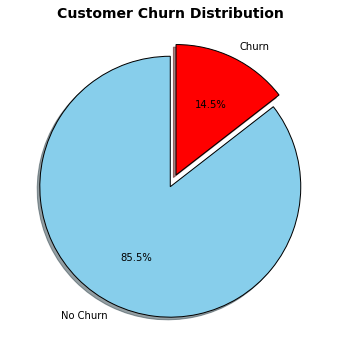 Customer Churn Distribution
Churn
14.5%
85.5%
No Churn